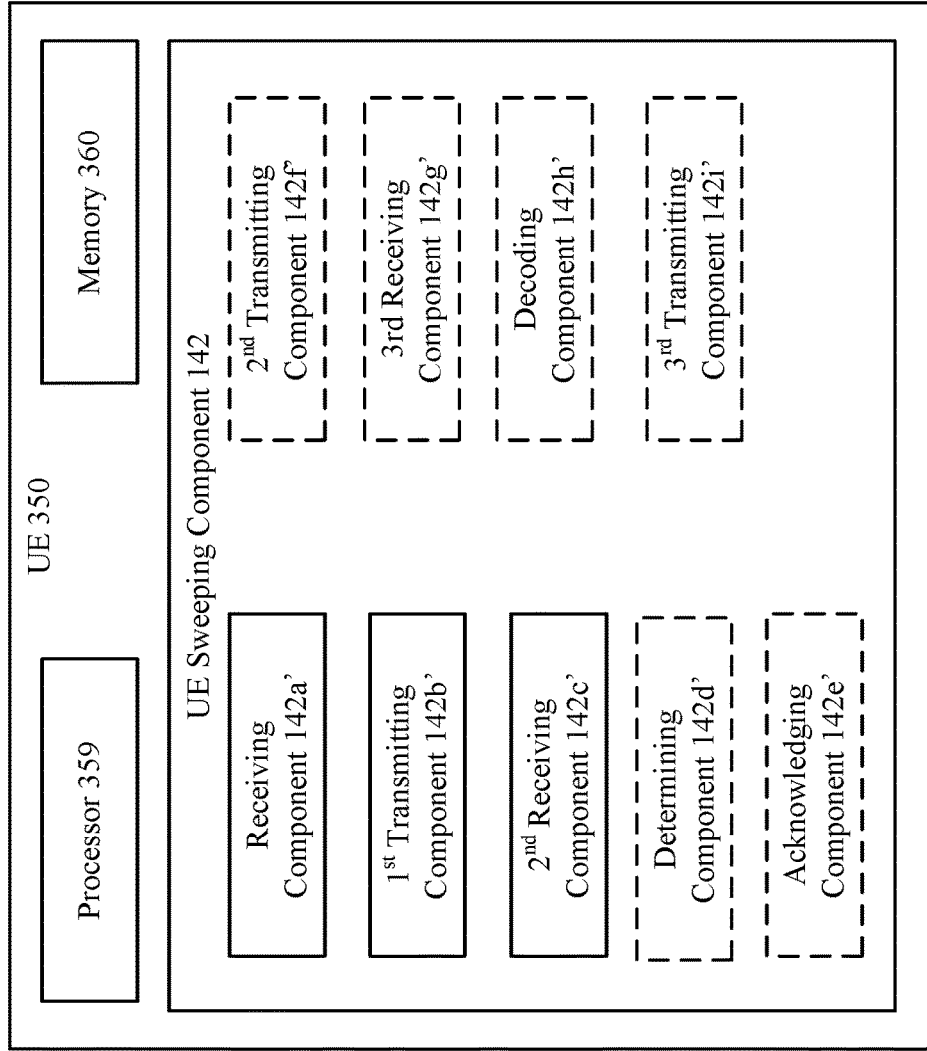 UE 350
Processor 359
Memory 360
UE Sweeping Component 142
Receiving
Component 142a’
1st Transmitting
Component 142b’
2nd Receiving
Component 142c’
Determining
Component 142d’
Acknowledging
Component 142e’
2nd Transmitting
Component 142f’
3rd Receiving
Component 142g’
Decoding
Component 142h’
3rd Transmitting
Component 142i’